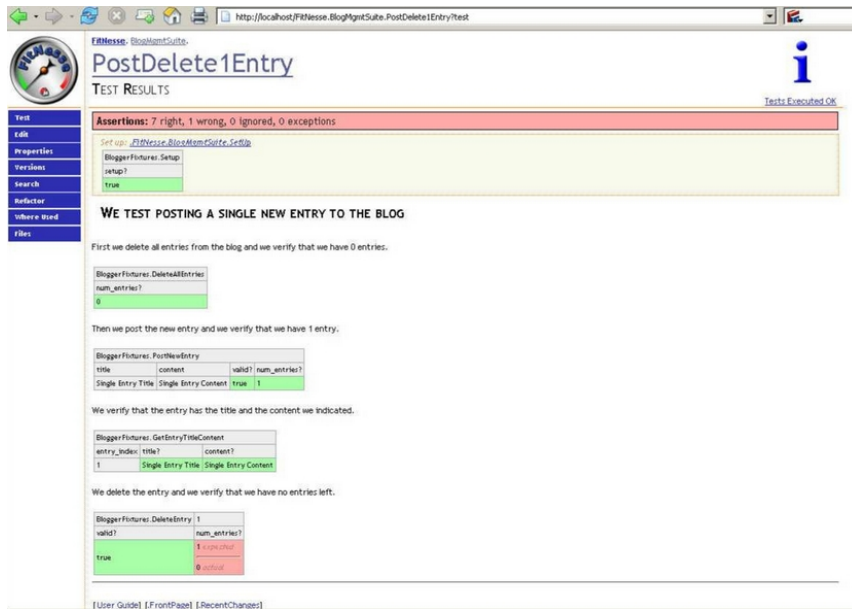 http://localhost/FitNesse.BlogMgmtSuite.PostDelete1Entry?test
FitNesse
FitNesse. BlogMgmtSuite.
PostDelete1Entry
TEST RESULTS
Tests Executed OK
Test
Edit
Properties
Versions
Search
Refactor
Where Used
Files
Assertions: 7 right, 1 wrong, 0 ignored, 0 exceptions
Set up: .FitNesse.BlogMgmtSuite.SetUp
BloggerFixtures.Setup
setup?
true
WE TEST POSTING A SINGLE NEW ENTRY TO THE BLOG
First we delete all entries from the blog and we verify that we have 0 entries.
BloggerFixtures.DeleteAllEntries
num_entries?
0
Then we post the new entry and we verify that we have 1 entry.
BloggerFixtures.PostNewEntry
title content valid? num_entries?
Single Entry Title Single Entry Content true 1
We verify that the entry has the title and the content we indicated.
BloggerFixtures.GetEntryTitleContent
entry_index title? content?
1 Single Entry Title Single Entry Content
We delete the entry and we verify that we have no entries left.
BloggerFixtures.DeleteEntry 1
valid? num_entries?
true 1 expected
0 actual
[User Guide] [.FrontPage] [.RecentChanges]